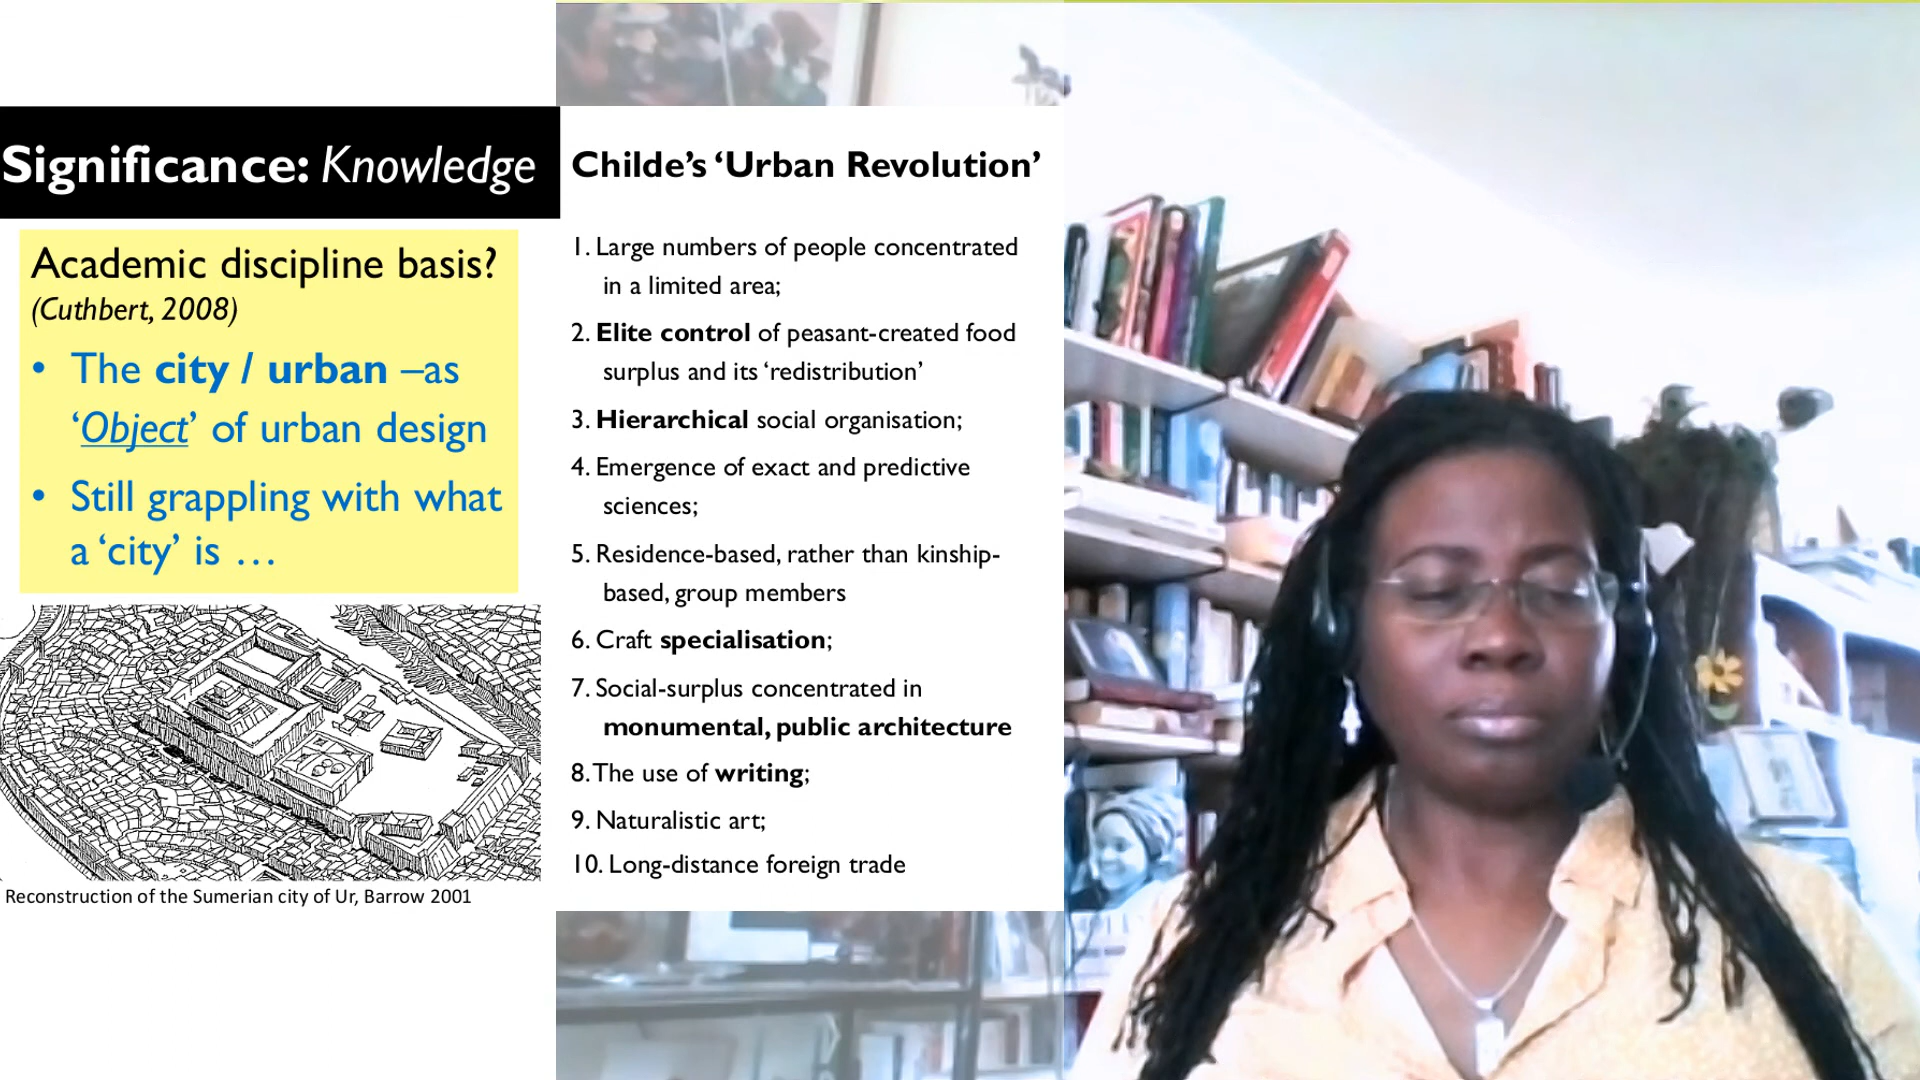 Significance: Knowledge
Academic discipline basis?
(Cuthbert, 2008)
• The city / urban –as
‘Object’ of urban design
• Still grappling with what
a ‘city’ is …
Reconstruction of the Sumerian city of Ur, Barrow 2001
Childe’s ‘Urban Revolution’
1. Large numbers of people concentrated
in a limited area;
2. Elite control of peasant-created food
surplus and its ‘redistribution’
3. Hierarchical social organisation;
4. Emergence of exact and predictive
sciences;
5. Residence-based, rather than kinship-
based, group members
6. Craft specialisation;
7. Social-surplus concentrated in
monumental, public architecture
8. The use of writing;
9. Naturalistic art;
10. Long-distance foreign trade